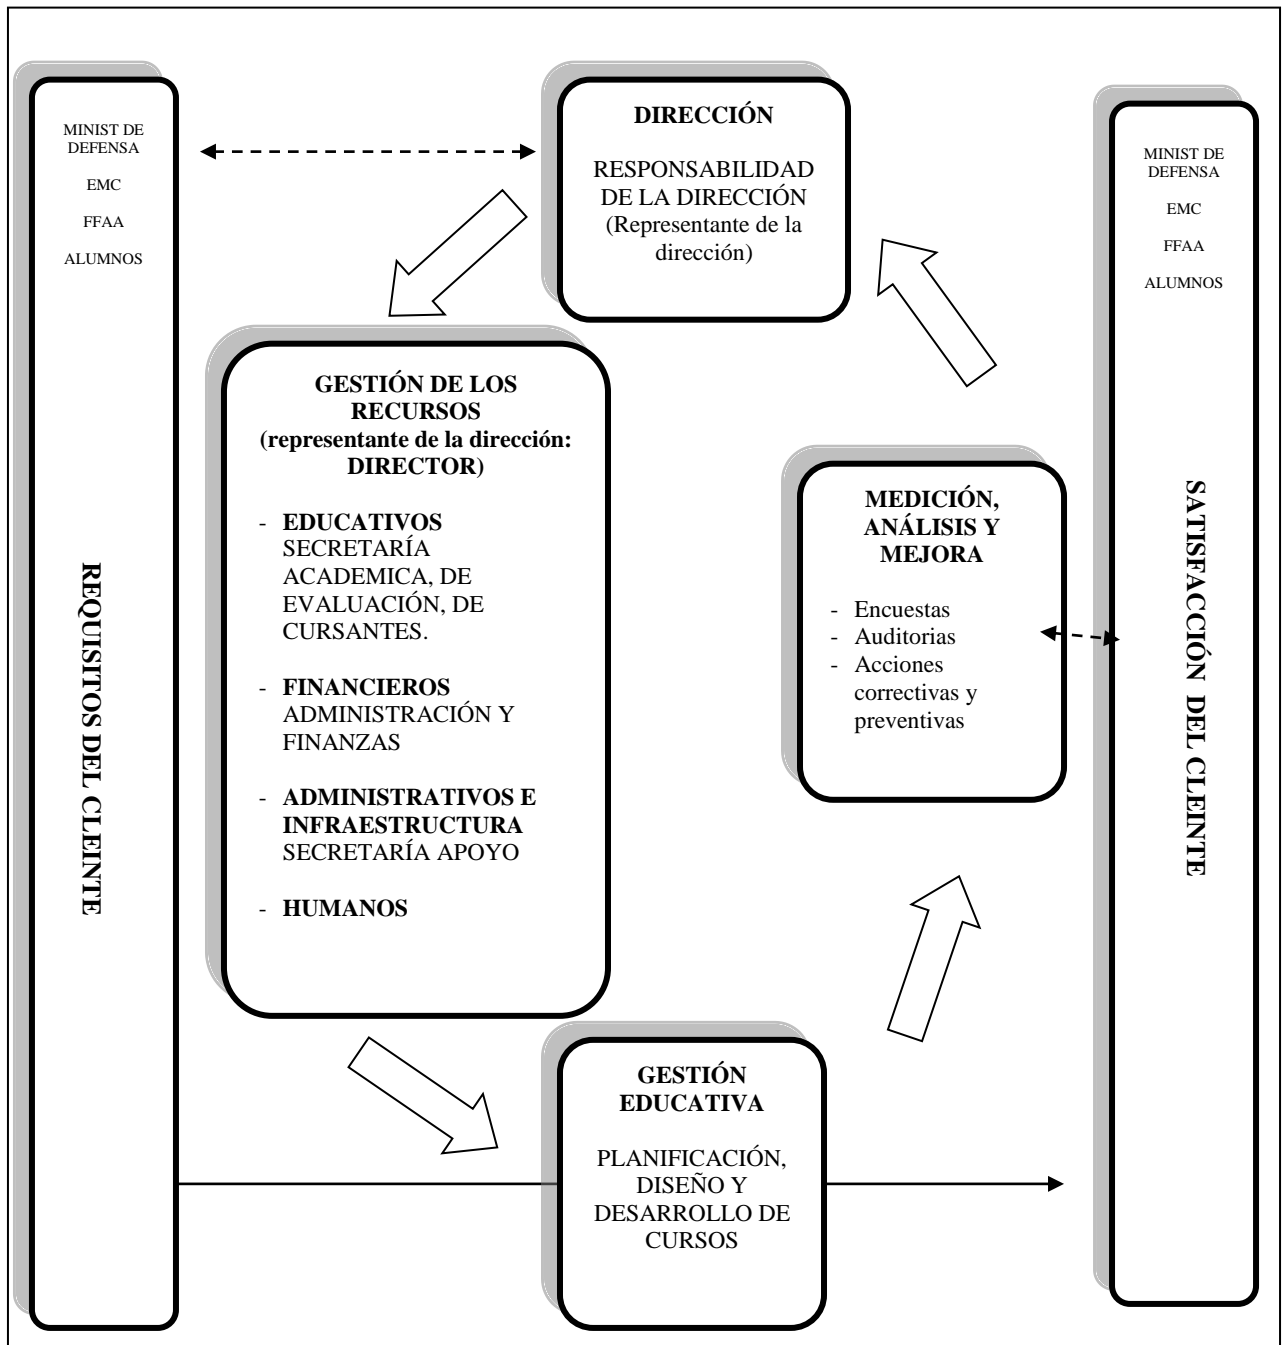 MINIST DE
DEFENSA
EMC
FFAA
ALUMNOS
REQUISITOS DEL CLEINTE
DIRECCIÓN
RESPONSABILIDAD
DE LA DIRECCIÓN
(Representante de la
dirección)
GESTIÓN DE LOS
RECURSOS
(representante de la dirección:
DIRECTOR)
- EDUCATIVOS
SECRETARÍA
ACADEMICA, DE
EVALUACIÓN, DE
CURSANTES.
- FINANCIEROS
ADMINISTRACIÓN Y
FINANZAS
- ADMINISTRATIVOS E
INFRAESTRUCTURA
SECRETARÍA APOYO
- HUMANOS
GESTIÓN
EDUCATIVA
PLANIFICACIÓN,
DISEÑO Y
DESARROLLO DE
CURSOS
MEDICIÓN,
ANÁLISIS Y
MEJORA
- Encuestas
- Auditorias
- Acciones
correctivas y
preventivas
MINIST DE
DEFENSA
EMC
FFAA
ALUMNOS
SATISFACCIÓN DEL CLEINTE